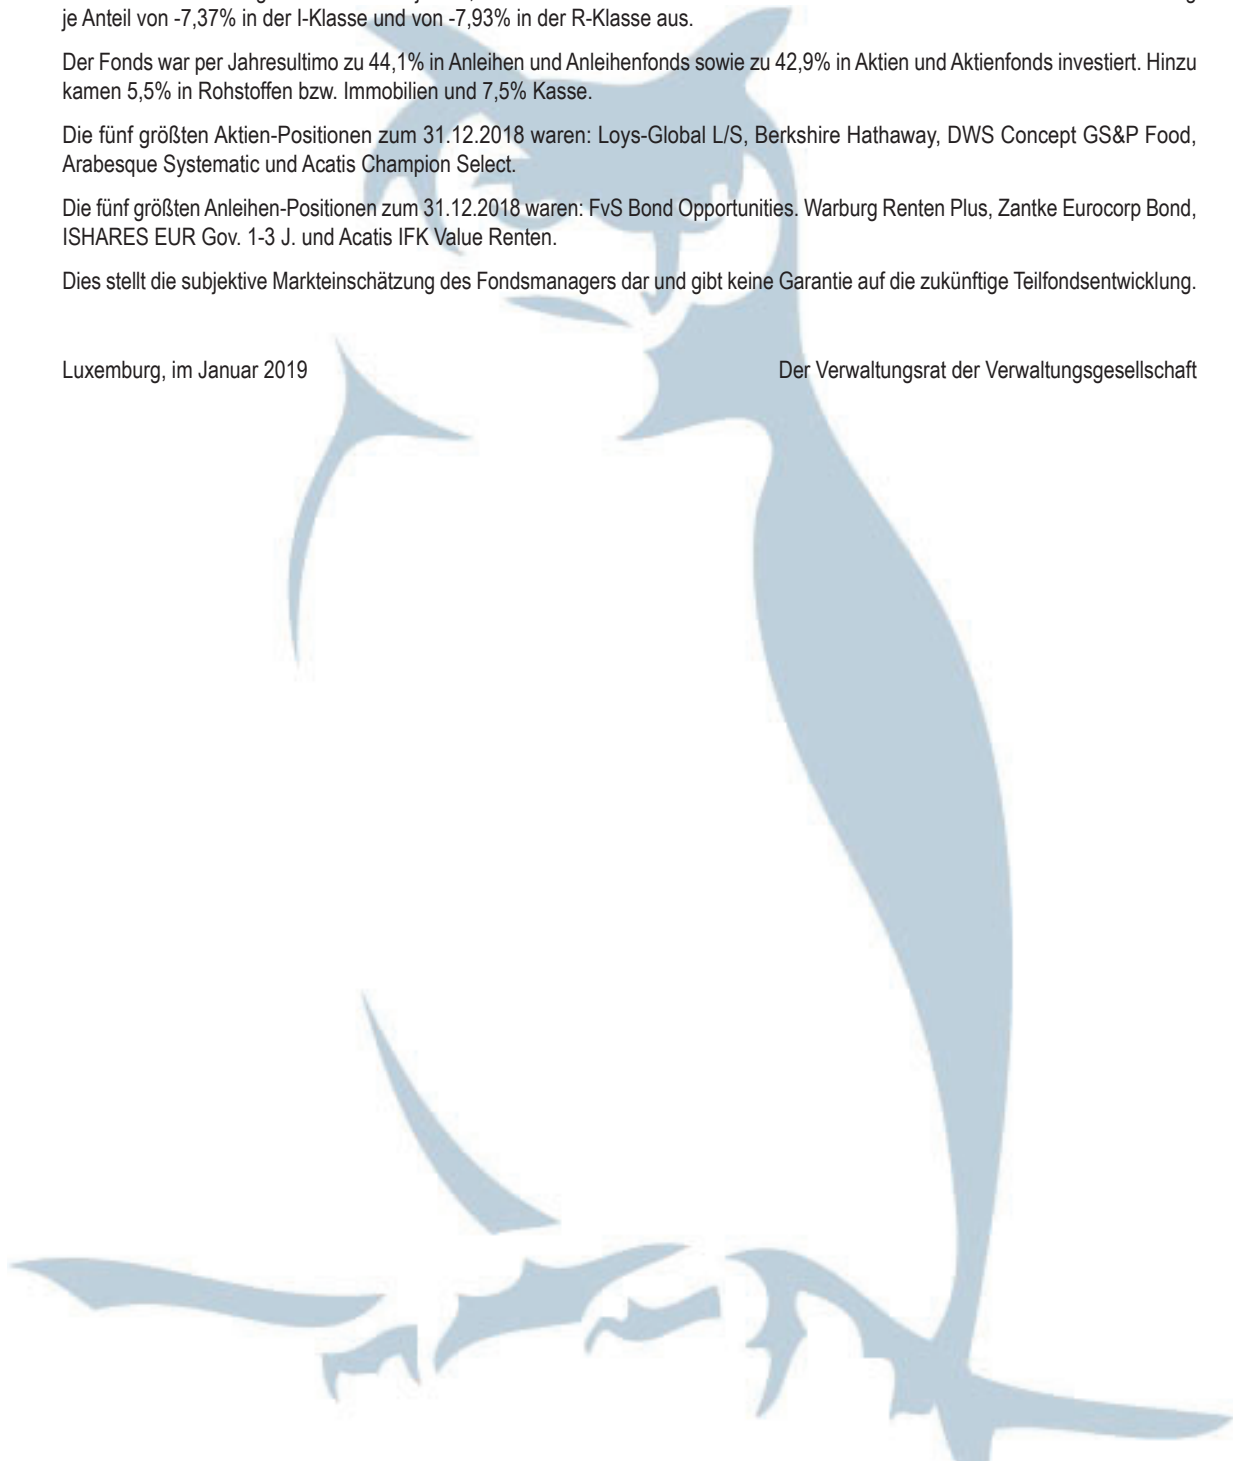 je Anteil von -7,37% in der I-Klasse und von -7,93% in der R-Klasse aus.
Der Fonds war per Jahresultimo zu 44,1% in Anleihen und Anleihenfonds sowie zu 42,9% in Aktien und Aktienfonds investiert. Hinzu
kamen 5,5% in Rohstoffen bzw. Immobilien und 7,5% Kasse.
Die fünf größten Aktien-Positionen zum 31.12.2018 waren: Loys-Global L/S, Berkshire Hathaway, DWS Concept GS&P Food,
Arabesque Systematic und Acatis Champion Select.
Die fünf größten Anleihen-Positionen zum 31.12.2018 waren: FvS Bond Opportunities. Warburg Renten Plus, Zantke Eurocorp Bond,
ISHARES EUR Gov. 1-3 J. und Acatis IFK Value Renten.
Dies stellt die subjektive Markteinschätzung des Fondsmanagers dar und gibt keine Garantie auf die zukünftige Teilfondsentwicklung.
Luxemburg, im Januar 2019
Der Verwaltungsrat der Verwaltungsgesellschaft